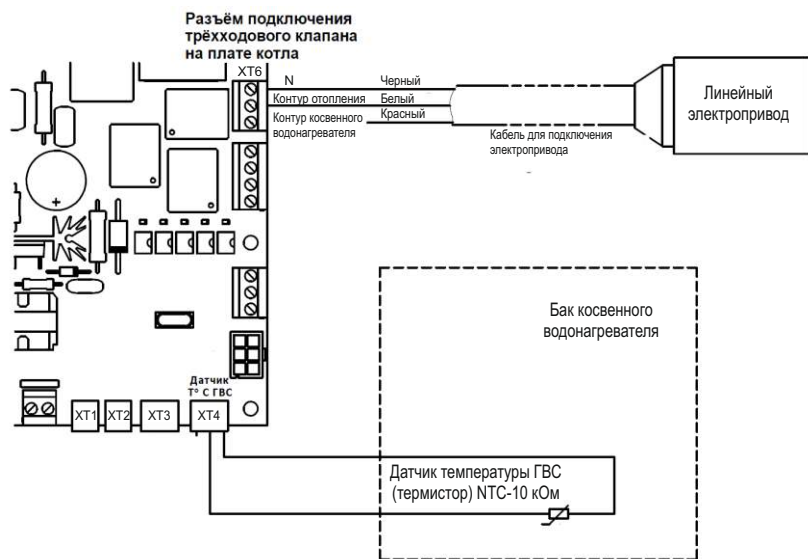 Разъём подключения
трёхходового клапана
на плате котла
XT6
N
Черный
Контур отопления
Белый
Контур косвенного
водонагревателя
Красный
Кабель для подключения
электропривода
Линейный
электропривод
Бак косвенного
водонагревателя
Датчик
T° С ГВС
XT1
XT2
XT3
XT4
Датчик температуры ГВС
(термистор) NTC-10 кОм